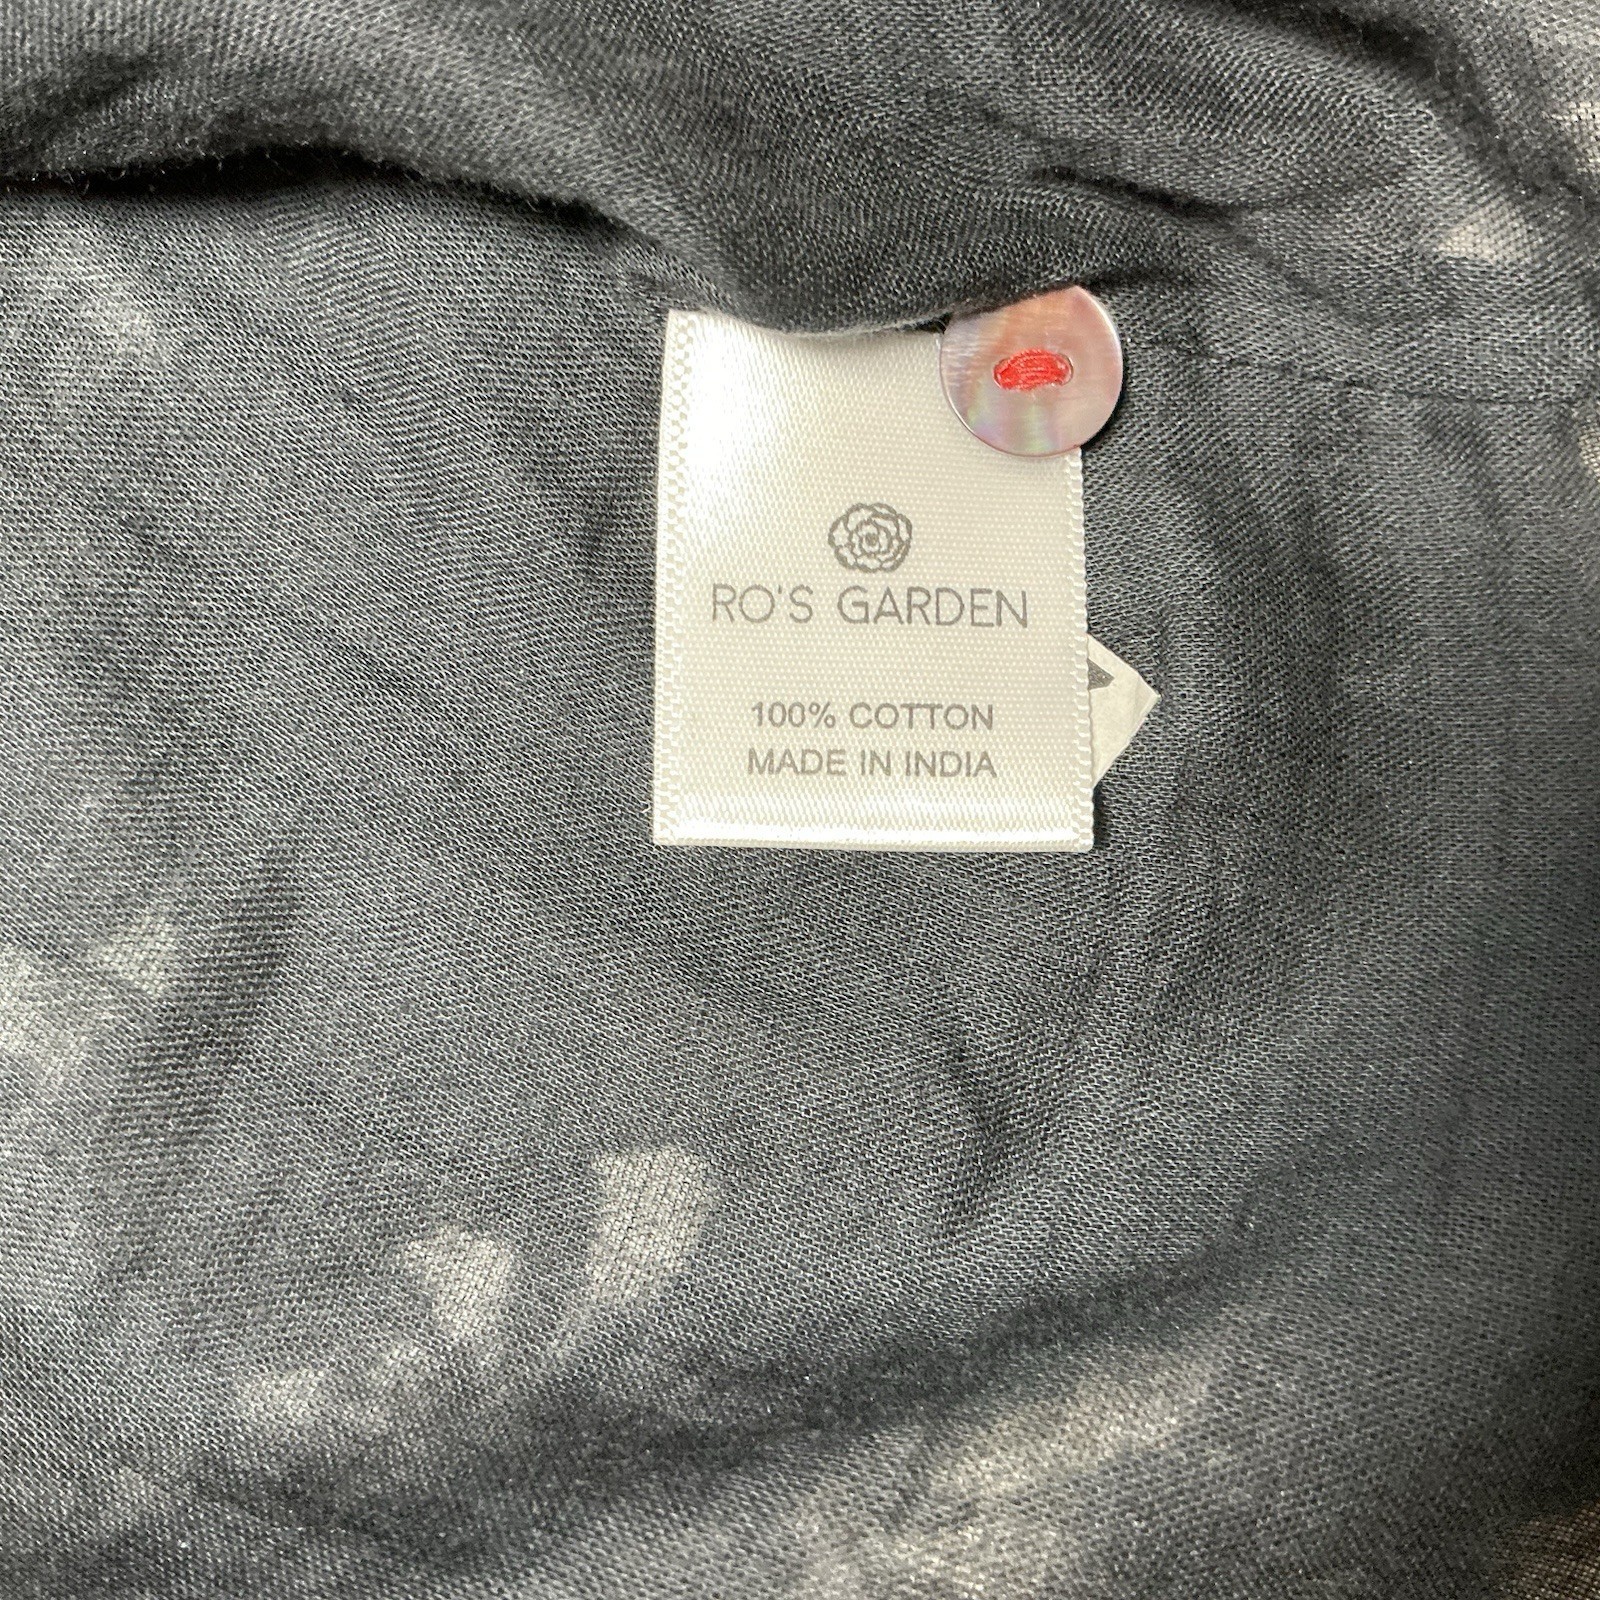 RO'S GARDEN
100% COTTON
MADE IN INDIA